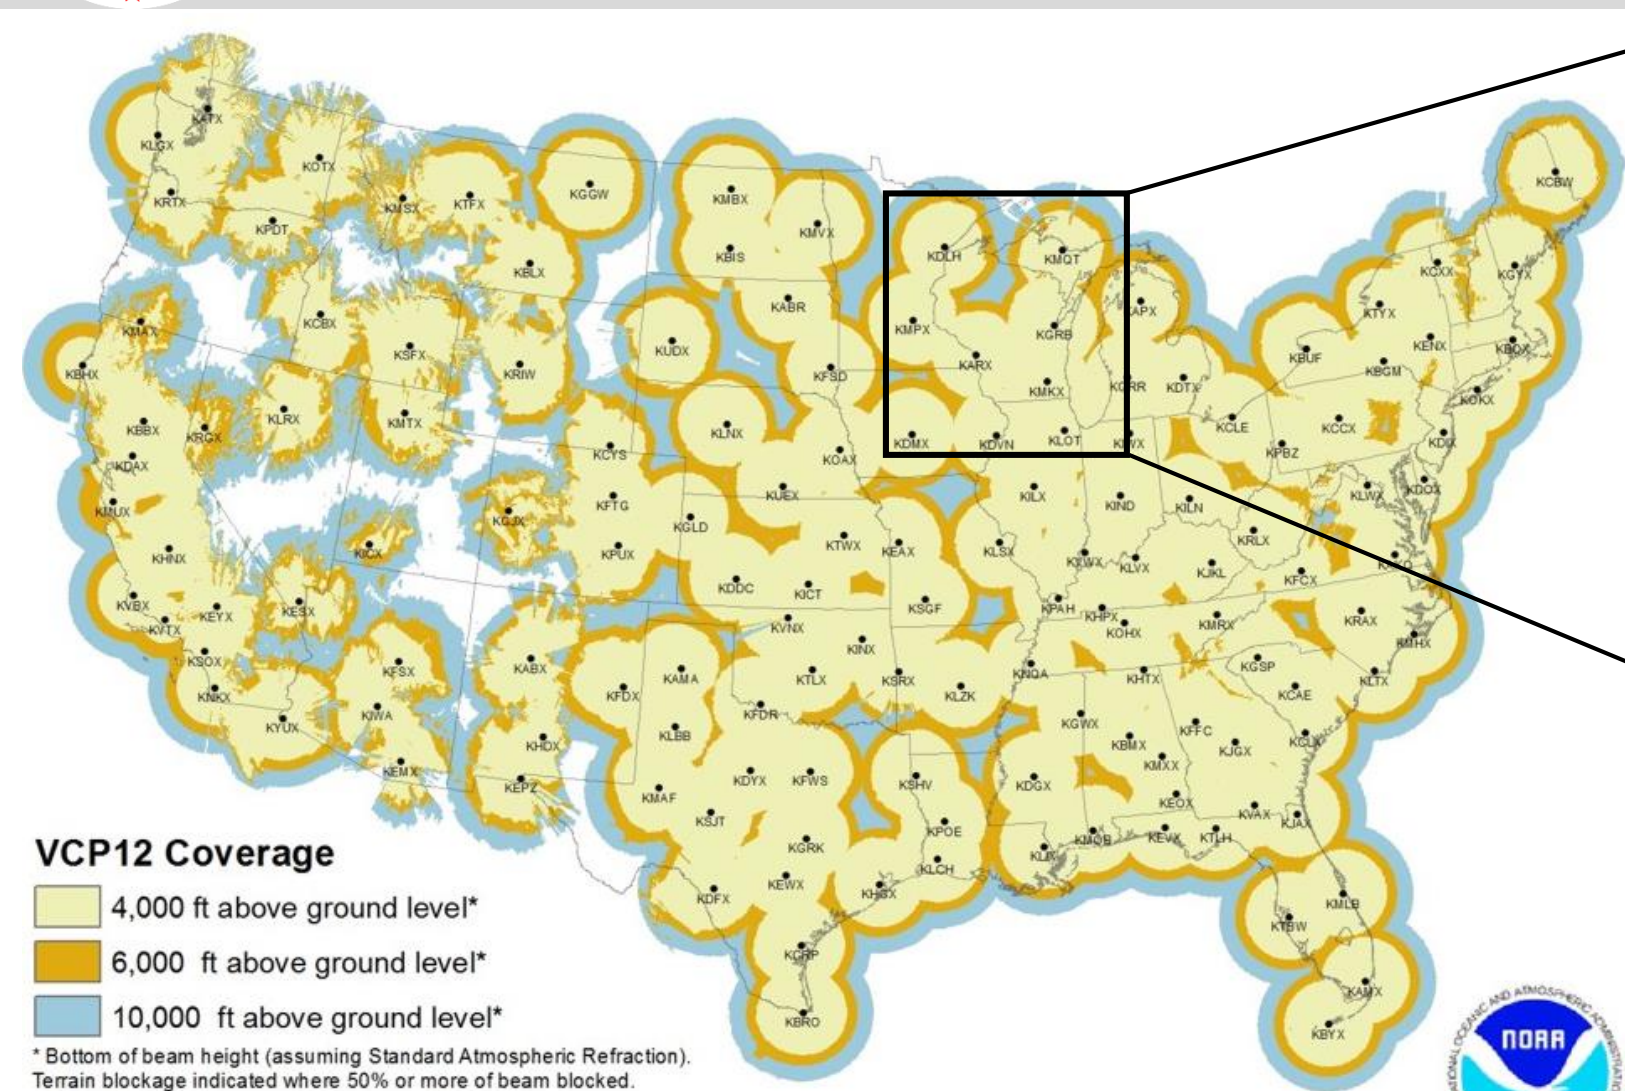 KATX
KLGX
KOTX
KRTX
KMSX
KTFX
KGGW
KMBX
KCBW
KPDT
KMVX
KBIS
KDLH
KMQT
KBLX
KCXX
KGYX
KABR
KAPX
KTYX
KCBX
KMAX
KMPX
KGRB
KENX
KBOX
KUDX
KSFX
KBUF
KBHX
KRIW
KFSD
KARX
KBGM
KMKX
KGRR
KDTX
KOKX
KLRX
KMTX
KBBX
KRGX
KLNX
KCLE
KCCX
KDMX
KDVN
KLOT
KIWX
KDIX
KCYS
KOAX
KPBZ
KDAX
KUEX
KILX
KLWX
KDOX
KMUX
KFTG
KIND
KILN
KGJX
KGLD
KRLX
KICX
KPUX
KTWX
KEAX
KLSX
KHNX
KVWX
KLVX
KJKL
KFCX
KDDC
KICT
KVBX
KESX
KSGF
KPAH
KHPX
KEYX
KVTX
KVNX
KOHX
KMRX
KRAX
KINX
KMHX
KSOX
KFSX
KABX
KAMA
KTLX
KSRX
KNQA
KHTX
KGSP
KLTX
KNKX
KFDX
KLZK
KCAE
KIWA
KYUX
KFDR
KGWX
KLBB
KHDX
KBMX
KFFC
KJGX
KCLX
KEMX
KEPZ
KDYX
KFWS
KSHV
KDGX
KMXX
KMAF
KEOX
KSJT
KVAX
KJAX
KPOE
KGRK
KMOB
KEVX
KTLH
KLIX
KLCH
KEWX
KDFX
KHGX
KMLB
KTBW
KCRP
KAMX
KBRO
KBYX
VCP12 Coverage
4,000 ft above ground level*
6,000 ft above ground level*
10,000 ft above ground level*
* Bottom of beam height (assuming Standard Atmospheric Refraction).
Terrain blockage indicated where 50% or more of beam blocked.
NATIONAL OCEANIC AND ATMOSPHERIC ADMINISTRATION
NOAA